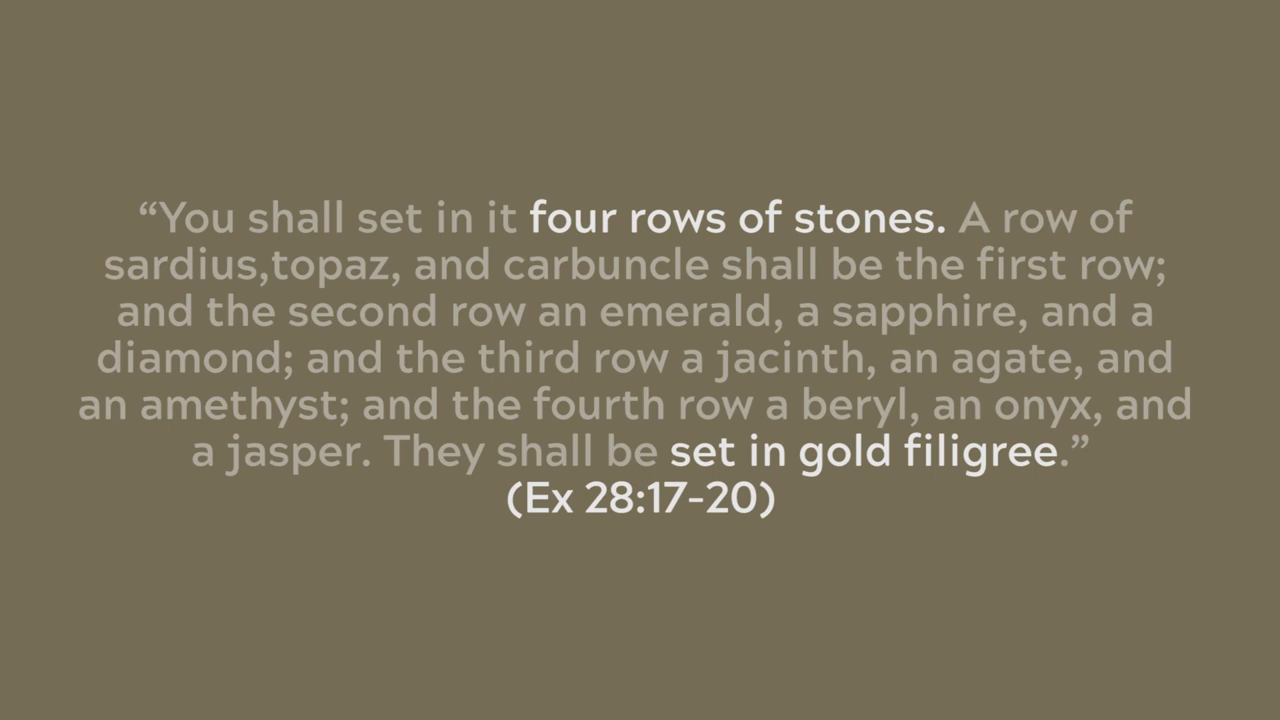 “You shall set in it four rows of stones. A row of
sardius,topaz, and carbuncle shall be the first row;
and the second row an emerald, a sapphire, and a
diamond; and the third row a jacinth, an agate, and
an amethyst; and the fourth row a beryl, an onyx, and
a jasper. They shall be set in gold filigree.”
(Ex 28:17–20)